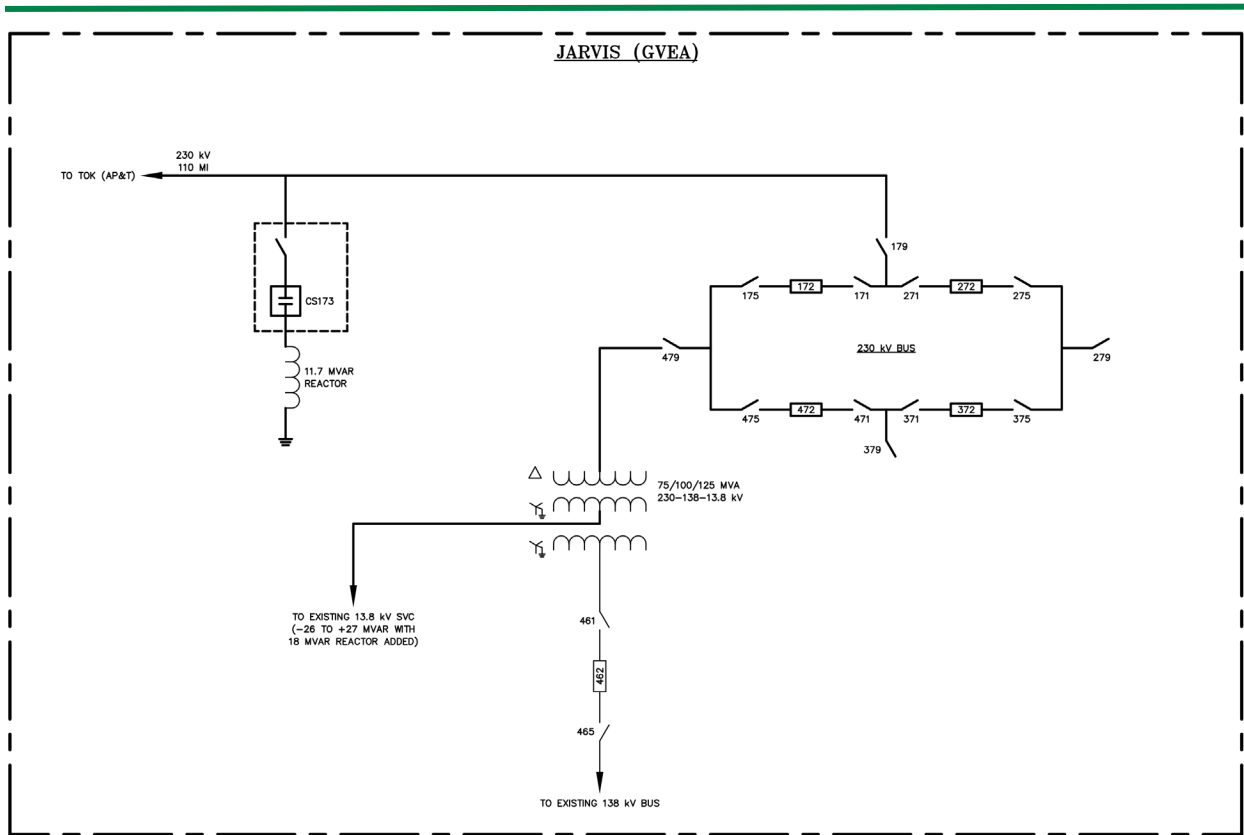 JARVIS (GVEA)
230 kV
110 MI
TO TOK (AP&T)
179
CS173
175
172
171
271
272
275
230 kV BUS
479
279
11.7 MVAR
REACTOR
475
472
471
371
372
375
379
75/100/125 MVA
230-138-13.8 kV
TO EXISTING 13.8 kV SVC
(-26 TO +27 MVAR WITH
18 MVAR REACTOR ADDED)
461
462
465
TO EXISTING 138 kV BUS